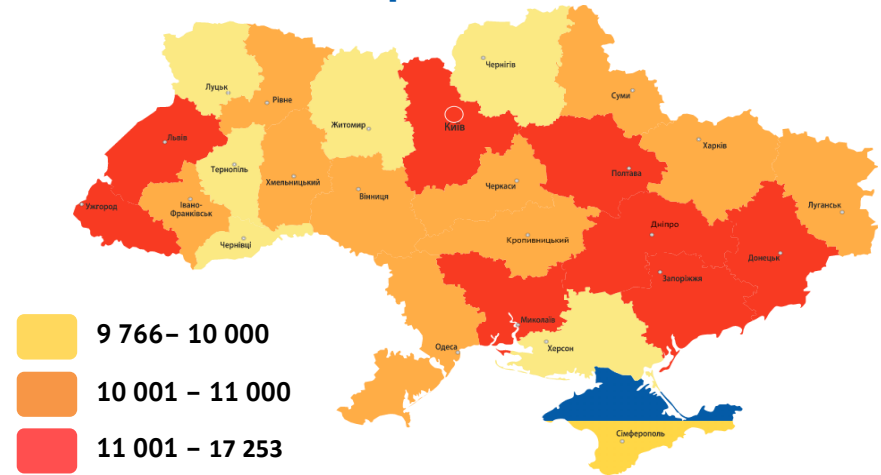 Чернігів
Луцьк
Рівне
Суми
Житомир
Київ
Львів
Харків
Тернопіль
Полтава
Хмельницький
Черкаси
Вінниця
Ужгород
Івано-
Франківськ
Луганськ
Дніпро
Чернівці
Кропивницький
Донецьк
Запоріжжя
Миколаїв
Одеса
Херсон
Сімферополь
9 766– 10 000
10 001 – 11 000
11 001 – 17 253